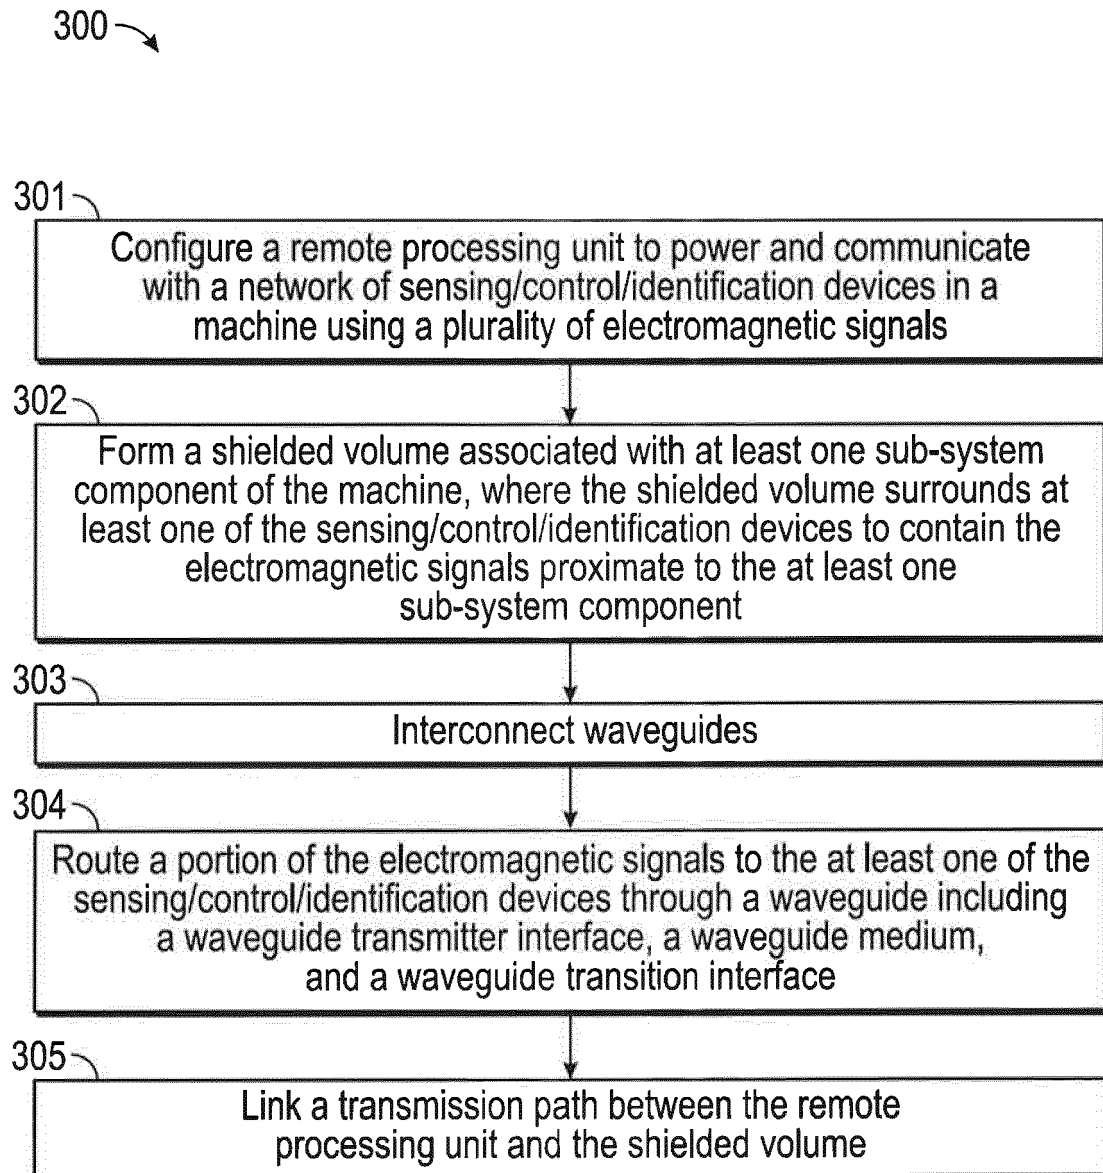 300
301
Configure a remote processing unit to power and communicate
with a network of sensing/control/identification devices in a
machine using a plurality of electromagnetic signals
302
Form a shielded volume associated with at least one sub-system
component of the machine, where the shielded volume surrounds at
least one of the sensing/control/identification devices to contain the
electromagnetic signals proximate to the at least one
sub-system component
303
Interconnect waveguides
304
Route a portion of the electromagnetic signals to the at least one of the
sensing/control/identification devices through a waveguide including
a waveguide transmitter interface, a waveguide medium,
and a waveguide transition interface
305
Link a transmission path between the remote
processing unit and the shielded volume